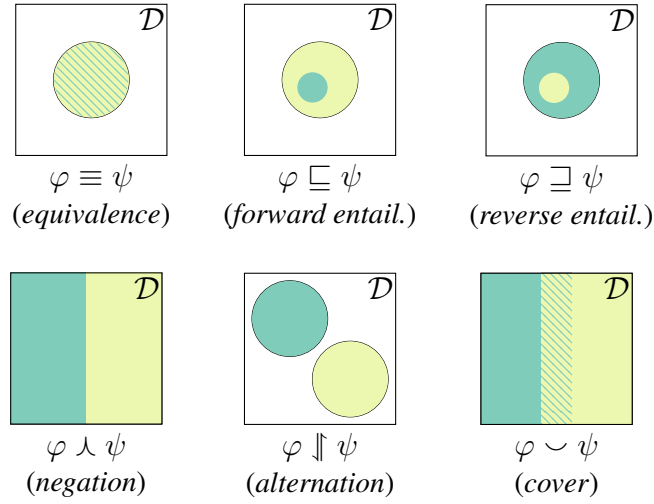 𝒟 𝒟 𝒟
φ ≡ ψ φ ⊑ ψ φ ⊒ ψ
(equivalence) (forward entail.) (reverse entail.)
𝒟 𝒟 𝒟
φ ⋏ ψ φ ⥮ ψ φ ⌣ ψ
(negation) (alternation) (cover)